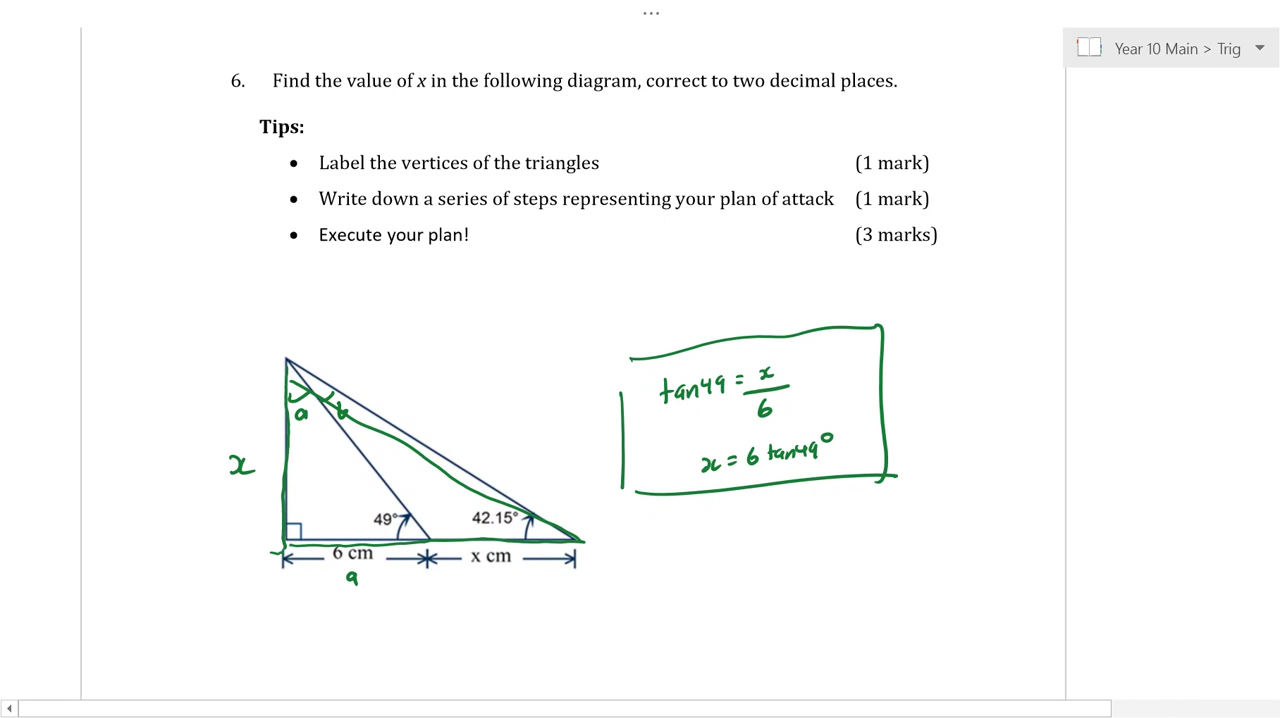 ...
Year 10 Main > Trig
6. Find the value of x in the following diagram, correct to two decimal places.
Tips:
• Label the vertices of the triangles (1 mark)
• Write down a series of steps representing your plan of attack (1 mark)
• Execute your plan! (3 marks)
a b
x
49° 42.15°
6 cm x cm
a
tan49 = x/6
x = 6 tan49°